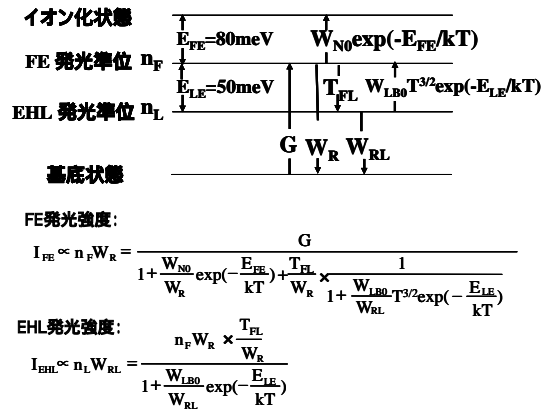 イオン化状態
E_FE=80meV W_N0exp(-E_FE/kT)
FE 発光準位 n_F
E_LE=50meV T_FL W_LB0T^3/2exp(-E_LE/kT)
EHL 発光準位 n_L
G W_R W_RL
基底状態
FE発光強度:
I_FE ∝ n_F W_R = G / (1+ W_N0/W_R exp(- E_FE/kT)+ T_FL/W_R × 1/(1+ W_LB0/W_RL T^3/2exp(- E_LE/kT)))
EHL発光強度:
I_EHL ∝ n_L W_RL = (n_F W_R × T_FL/W_R) / (1+ W_LB0/W_RL exp(- E_LE/kT))